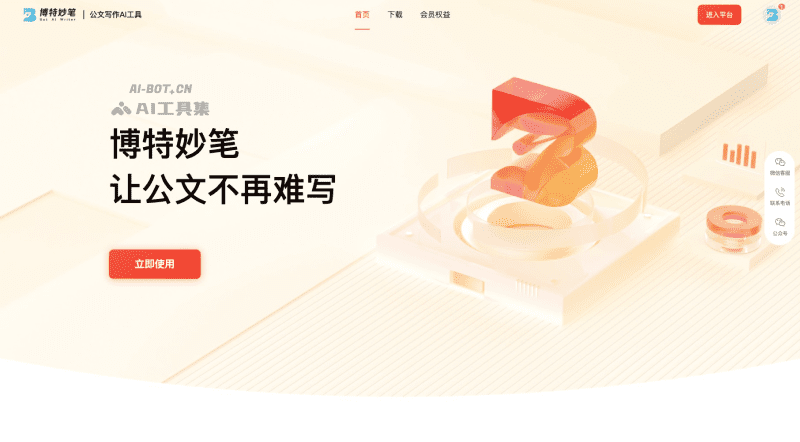 博特妙笔
Bot AI Writer
公文写作AI工具
首页
下载
会员权益
进入平台
AI-BOT.CN
AI工具集
博特妙笔
让公文不再难写
立即使用
微信客服
联系电话
公众号